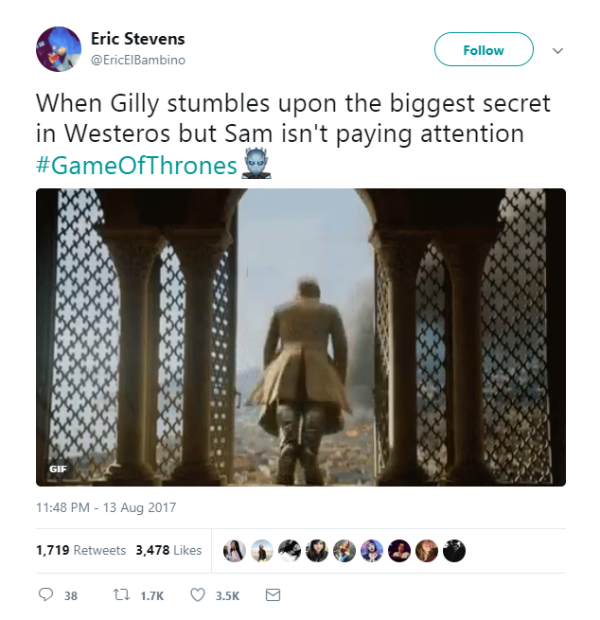 Eric Stevens
@EricElBambino
Follow
When Gilly stumbles upon the biggest secret
in Westeros but Sam isn't paying attention
#GameOfThrones
GIF
11:48 PM - 13 Aug 2017
1,719 Retweets 3,478 Likes
38 1.7K 3.5K